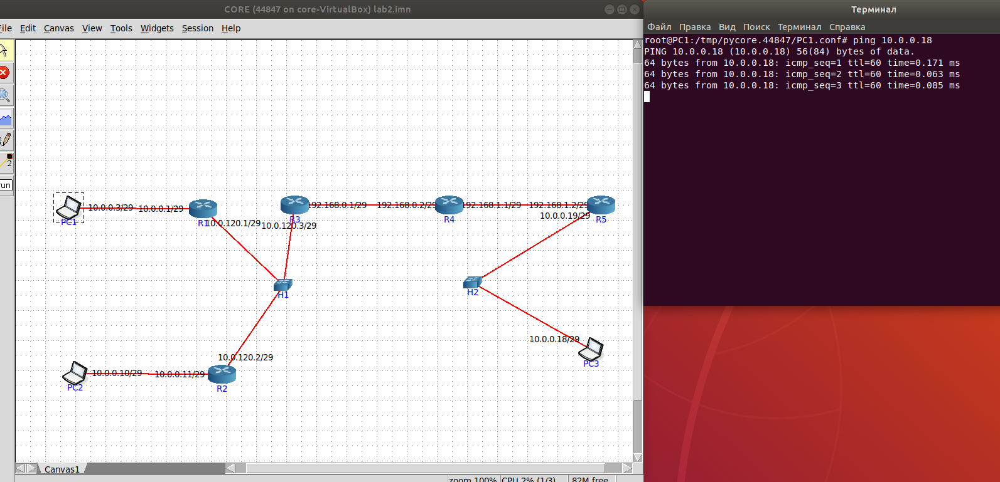 CORE (44847 on core-VirtualBox) lab2.imn
File Edit Canvas View Tools Widgets Session Help
2
run
10.0.0.3/29
10.0.0.1/29
PC1
R1
10.0.120.1/29
R3
10.0.120.3/29
192.168.0.1/29
192.168.0.2/29
R4
192.168.1.1/29
192.168.1.2/29
10.0.0.19/29
R5
H1
H2
10.0.0.18/29
PC3
10.0.120.2/29
10.0.0.10/29
10.0.0.11/29
PC2
R2
Canvas1
zoom 100% CPU 2% (1/3) 82M free
Терминал
Файл Правка Вид Поиск Терминал Справка
root@PC1:/tmp/pycore.44847/PC1.conf# ping 10.0.0.18
PING 10.0.0.18 (10.0.0.18) 56(84) bytes of data.
64 bytes from 10.0.0.18: icmp_seq=1 ttl=60 time=0.171 ms
64 bytes from 10.0.0.18: icmp_seq=2 ttl=60 time=0.063 ms
64 bytes from 10.0.0.18: icmp_seq=3 ttl=60 time=0.085 ms